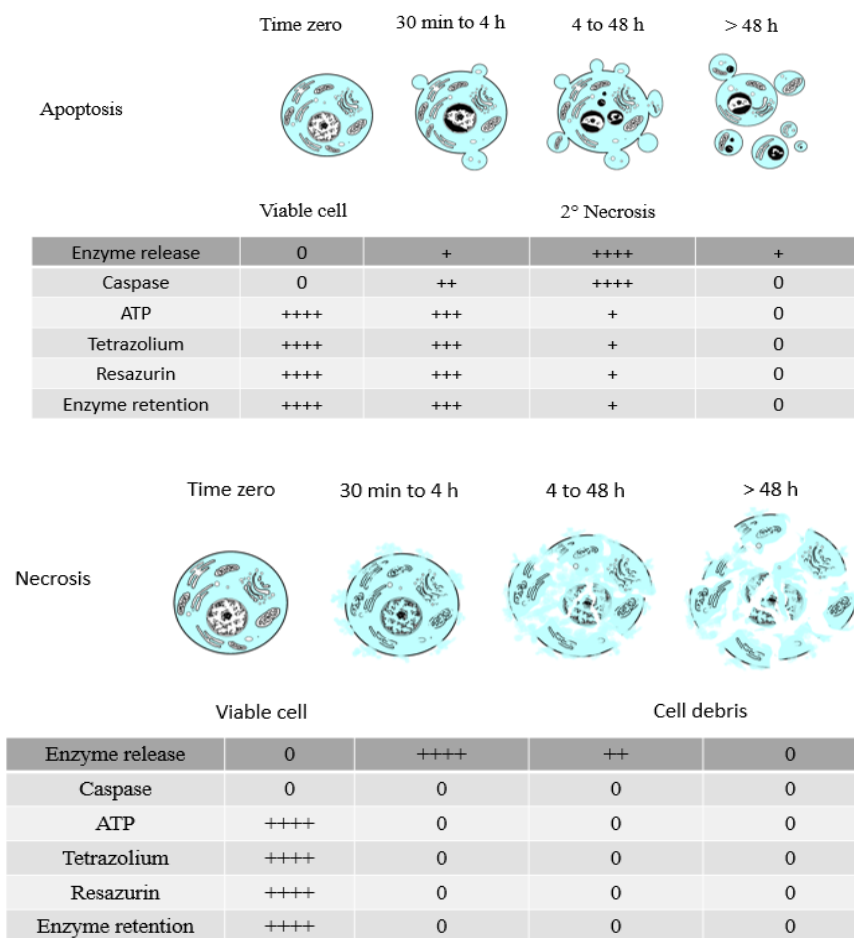 Time zero 30 min to 4 h 4 to 48 h > 48 h
Apoptosis
Viable cell 2° Necrosis
Enzyme release 0 + ++++ +
Caspase 0 ++ ++++ 0
ATP ++++ +++ + 0
Tetrazolium ++++ +++ + 0
Resazurin ++++ +++ + 0
Enzyme retention ++++ +++ + 0
Time zero 30 min to 4 h 4 to 48 h > 48 h
Necrosis
Viable cell Cell debris
Enzyme release 0 ++++ ++ 0
Caspase 0 0 0 0
ATP ++++ 0 0 0
Tetrazolium ++++ 0 0 0
Resazurin ++++ 0 0 0
Enzyme retention ++++ 0 0 0